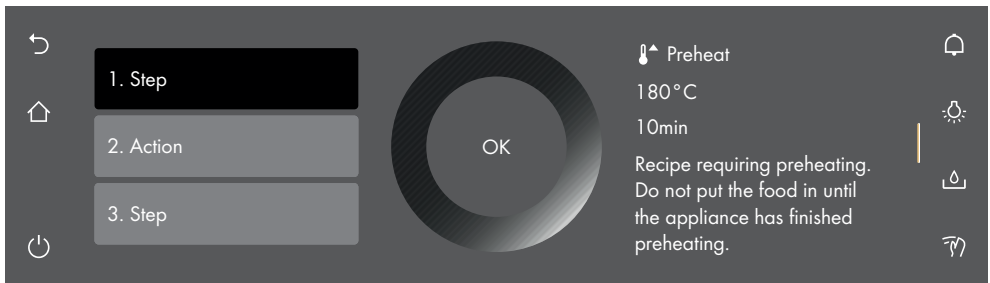 1. Step
2. Action
3. Step
OK
Preheat
180°C
10min
Recipe requiring preheating.
Do not put the food in until
the appliance has finished
preheating.